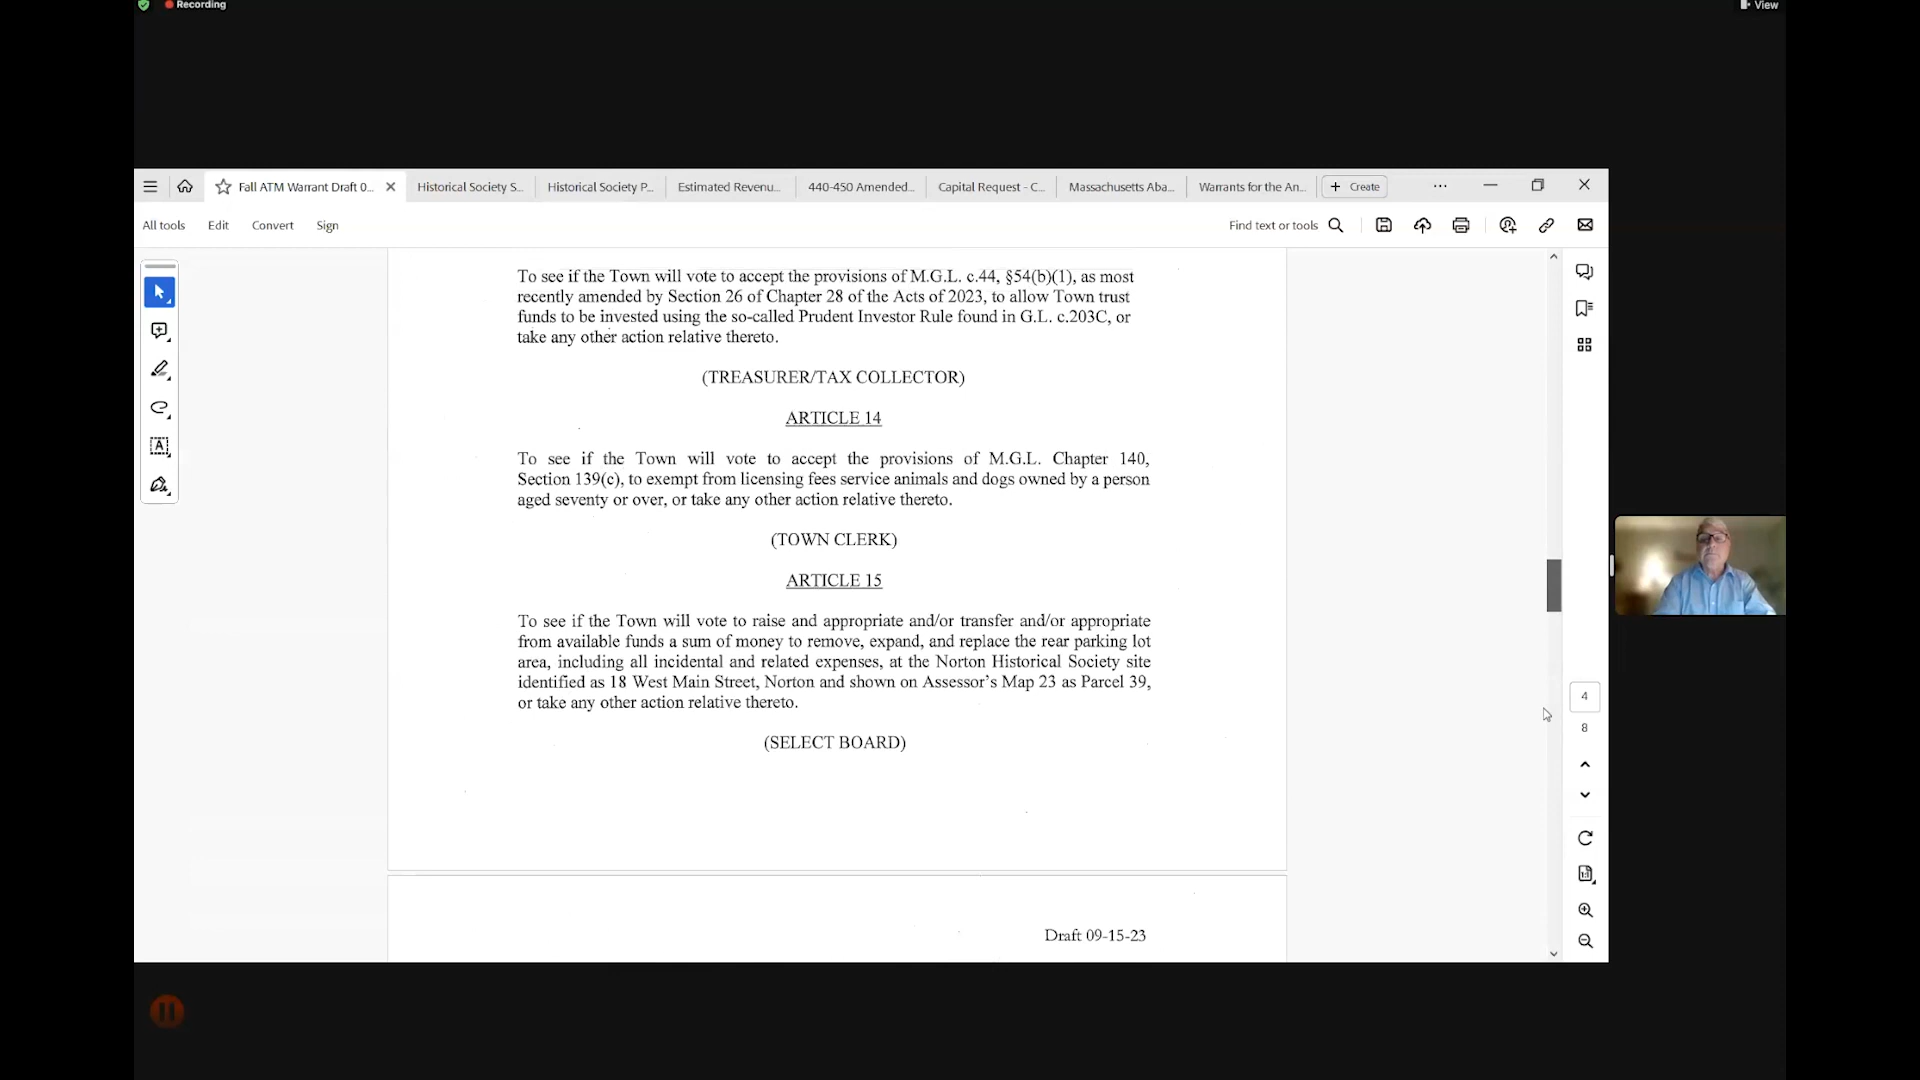 Recording
View
Fall ATM Warrant Draft 0...
Historical Society S...
Historical Society P...
Estimated Revenu...
440-450 Amended...
Capital Request - C...
Massachusetts Aba...
Warrants for the An...
Create
All tools
Edit
Convert
Sign
Find text or tools
To see if the Town will vote to accept the provisions of M.G.L. c.44, §54(b)(1), as most
recently amended by Section 26 of Chapter 28 of the Acts of 2023, to allow Town trust
funds to be invested using the so-called Prudent Investor Rule found in G.L. c.203C, or
take any other action relative thereto.
(TREASURER/TAX COLLECTOR)
ARTICLE 14
To see if the Town will vote to accept the provisions of M.G.L. Chapter 140,
Section 139(c), to exempt from licensing fees service animals and dogs owned by a person
aged seventy or over, or take any other action relative thereto.
(TOWN CLERK)
ARTICLE 15
To see if the Town will vote to raise and appropriate and/or transfer and/or appropriate
from available funds a sum of money to remove, expand, and replace the rear parking lot
area, including all incidental and related expenses, at the Norton Historical Society site
identified as 18 West Main Street, Norton and shown on Assessor's Map 23 as Parcel 39,
or take any other action relative thereto.
(SELECT BOARD)
4
8
Draft 09-15-23